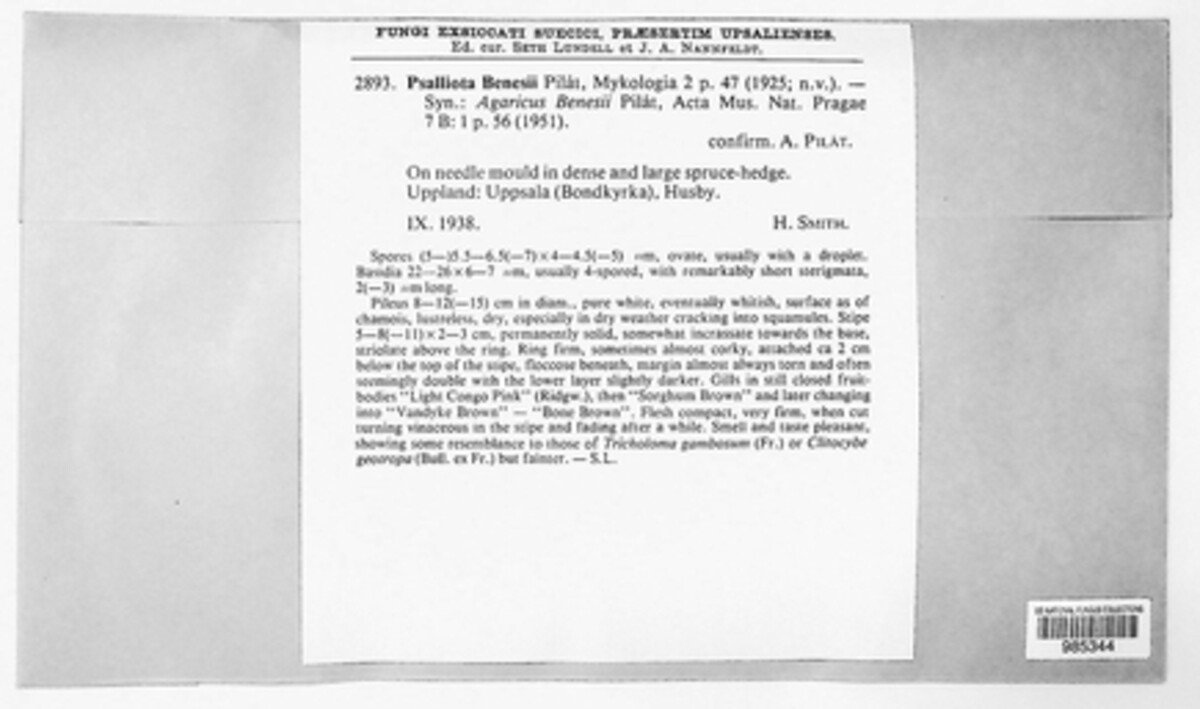 FUNGI EXSICCATI SUECICI, PRÆSERTIM UPSALIENSES.
Ed. cur. SETH LUNDELL et J. A. NANNFELDT.
2893. Psalliota Benesii Pilát, Mykologia 2 p. 47 (1925; n.v.). —
Syn.: Agaricus Benesii Pilát, Acta Mus. Nat. Pragae
7 B: 1 p. 56 (1951).
confirm. A. PILÁT.
On needle mould in dense and large spruce-hedge.
Uppland: Uppsala (Bondkyrka), Husby.
IX. 1938. H. SMITH.
Spores (5—)5.5—6.5(—7)×4—4.5(—5) =m, ovate, usually with a droplet.
Basidia 22—26×6—7 =m, usually 4-spored, with remarkably short sterigmata,
2(—3) =m long.
Pileus 8—12(—15) cm in diam., pure white, eventually whitish, surface as of
chamois, lustreless, dry, especially in dry weather cracking into squamules. Stipe
5—8(—11)×2—3 cm, permanently solid, somewhat incrassate towards the base,
striolate above the ring. Ring firm, sometimes almost corky, attached ca 2 cm
below the top of the stipe, floccose beneath, margin almost always torn and often
seemingly double with the lower layer slightly darker. Gills in still closed fruit-
bodies "Light Congo Pink" (Ridgw.), then "Sorghum Brown" and later changing
into "Vandyke Brown" — "Bone Brown". Flesh compact, very firm, when cut
turning vinaceous in the stipe and fading after a while. Smell and taste pleasant,
showing some resemblance to those of Tricholoma gambosum (Fr.) or Clitocybe
geotropa (Bull. ex Fr.) but fainter. — S.L.
985344